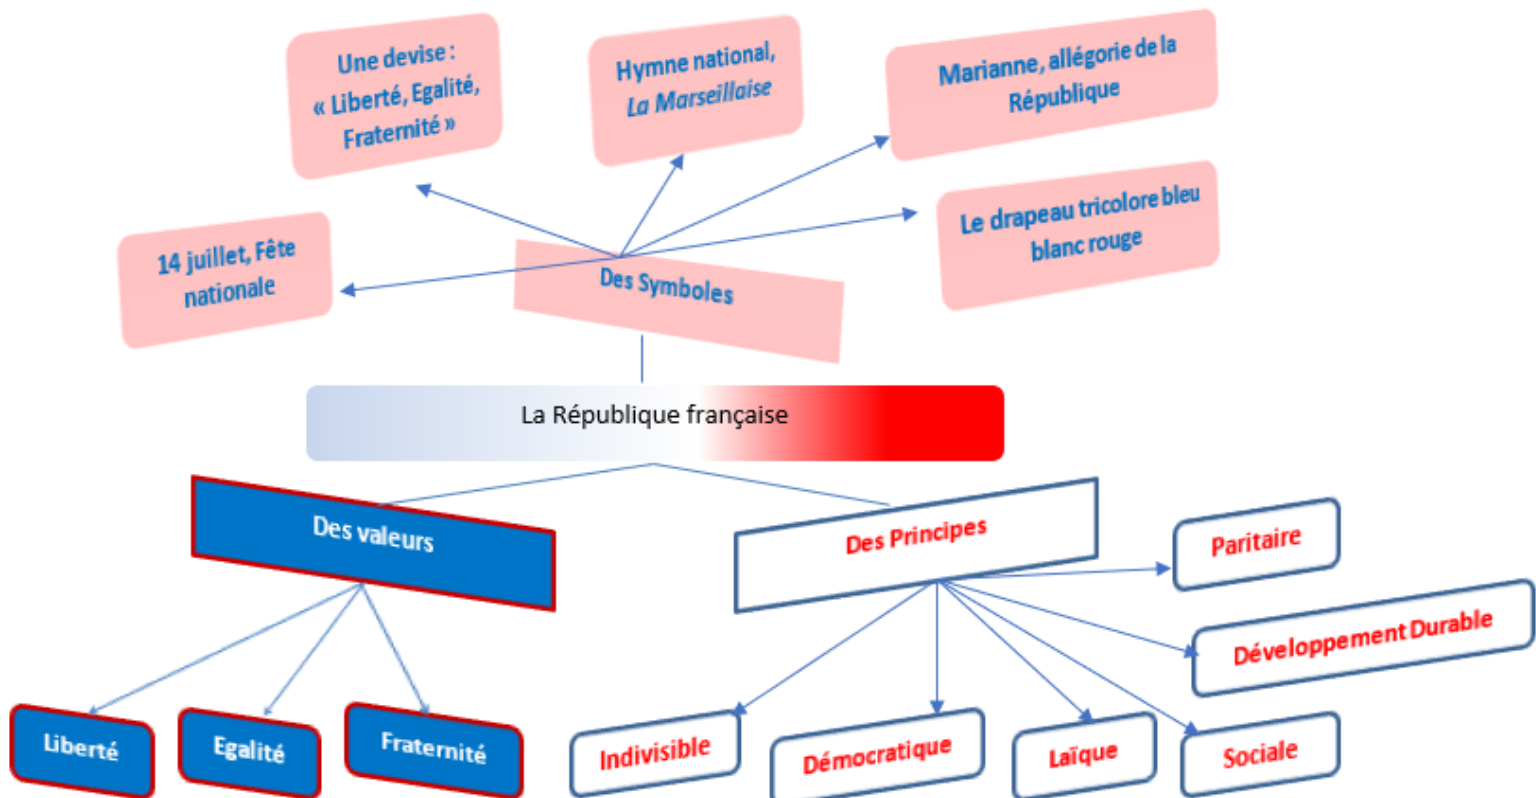 Une devise :
« Liberté, Egalité,
Fraternité »
Hymne national,
La Marseillaise
Marianne, allégorie de la
République
14 juillet, Fête
nationale
Le drapeau tricolore bleu
blanc rouge
Des Symboles
La République française
Des valeurs
Des Principes
Paritaire
Développement Durable
Liberté
Egalité
Fraternité
Indivisible
Démocratique
Laïque
Sociale